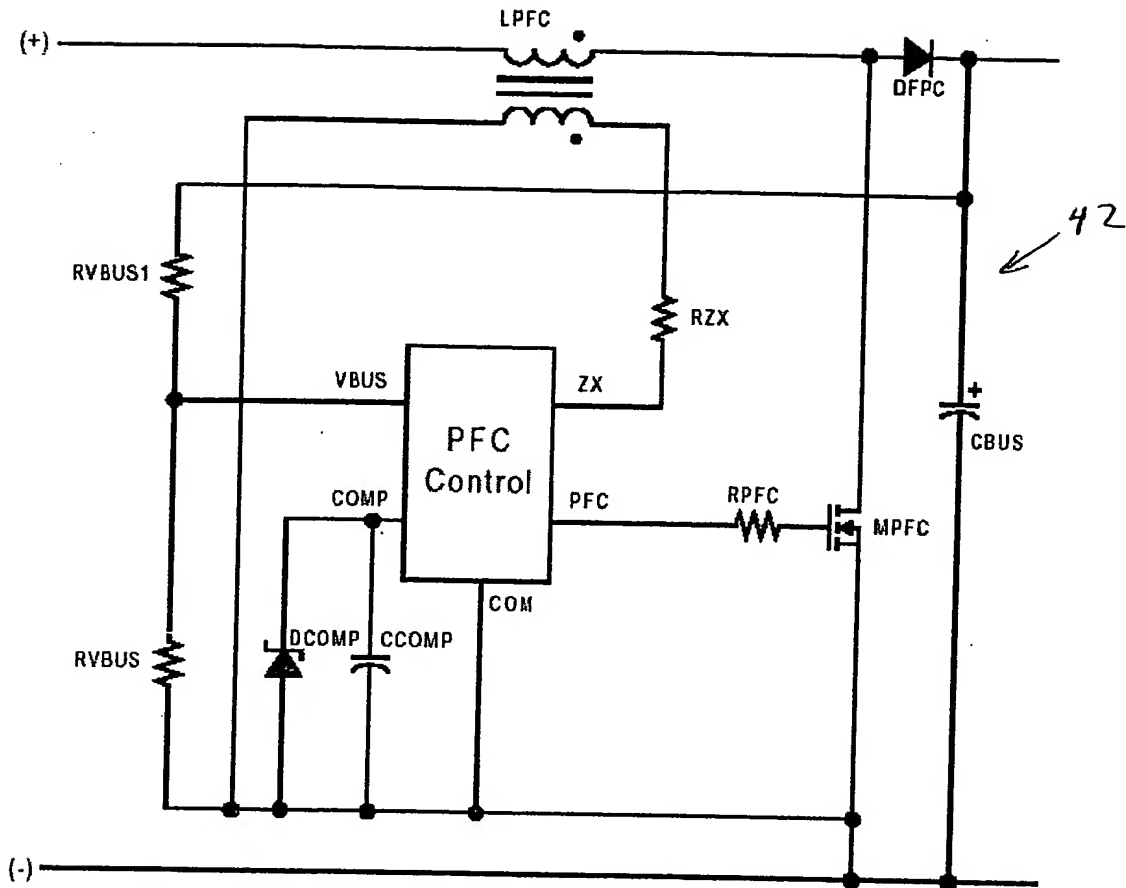 LPFC
(+)
DFPC
42
RVBUS1
RZX
VBUS
ZX
+
CBUS
PFC
Control
COMP
PFC
RPFC
MPFC
COM
DCOMP
CCOMP
RVBUS
(-)